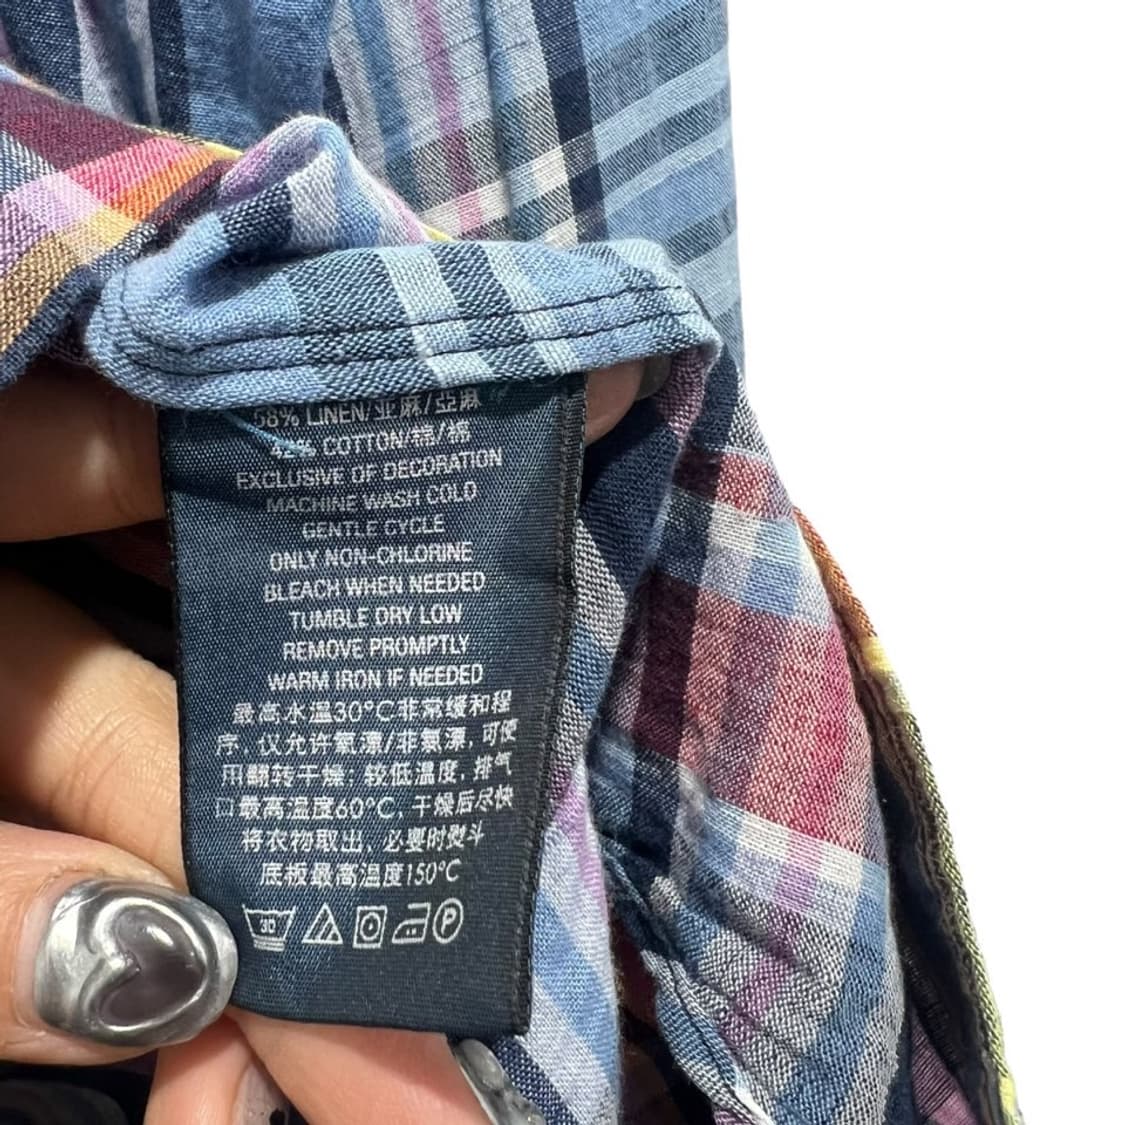 58% LINEN/亚麻/亞麻
42% COTTON/棉/棉
EXCLUSIVE OF DECORATION
MACHINE WASH COLD
GENTLE CYCLE
ONLY NON-CHLORINE
BLEACH WHEN NEEDED
TUMBLE DRY LOW
REMOVE PROMPTLY
WARM IRON IF NEEDED
最高水温30°C非常缓和程
序, 仅允许氧漂/非氯漂, 可使
用翻转干燥; 较低温度, 排气
口最高温度60°C, 干燥后尽快
将衣物取出, 必要时熨斗
底板最高温度150°C
30 P